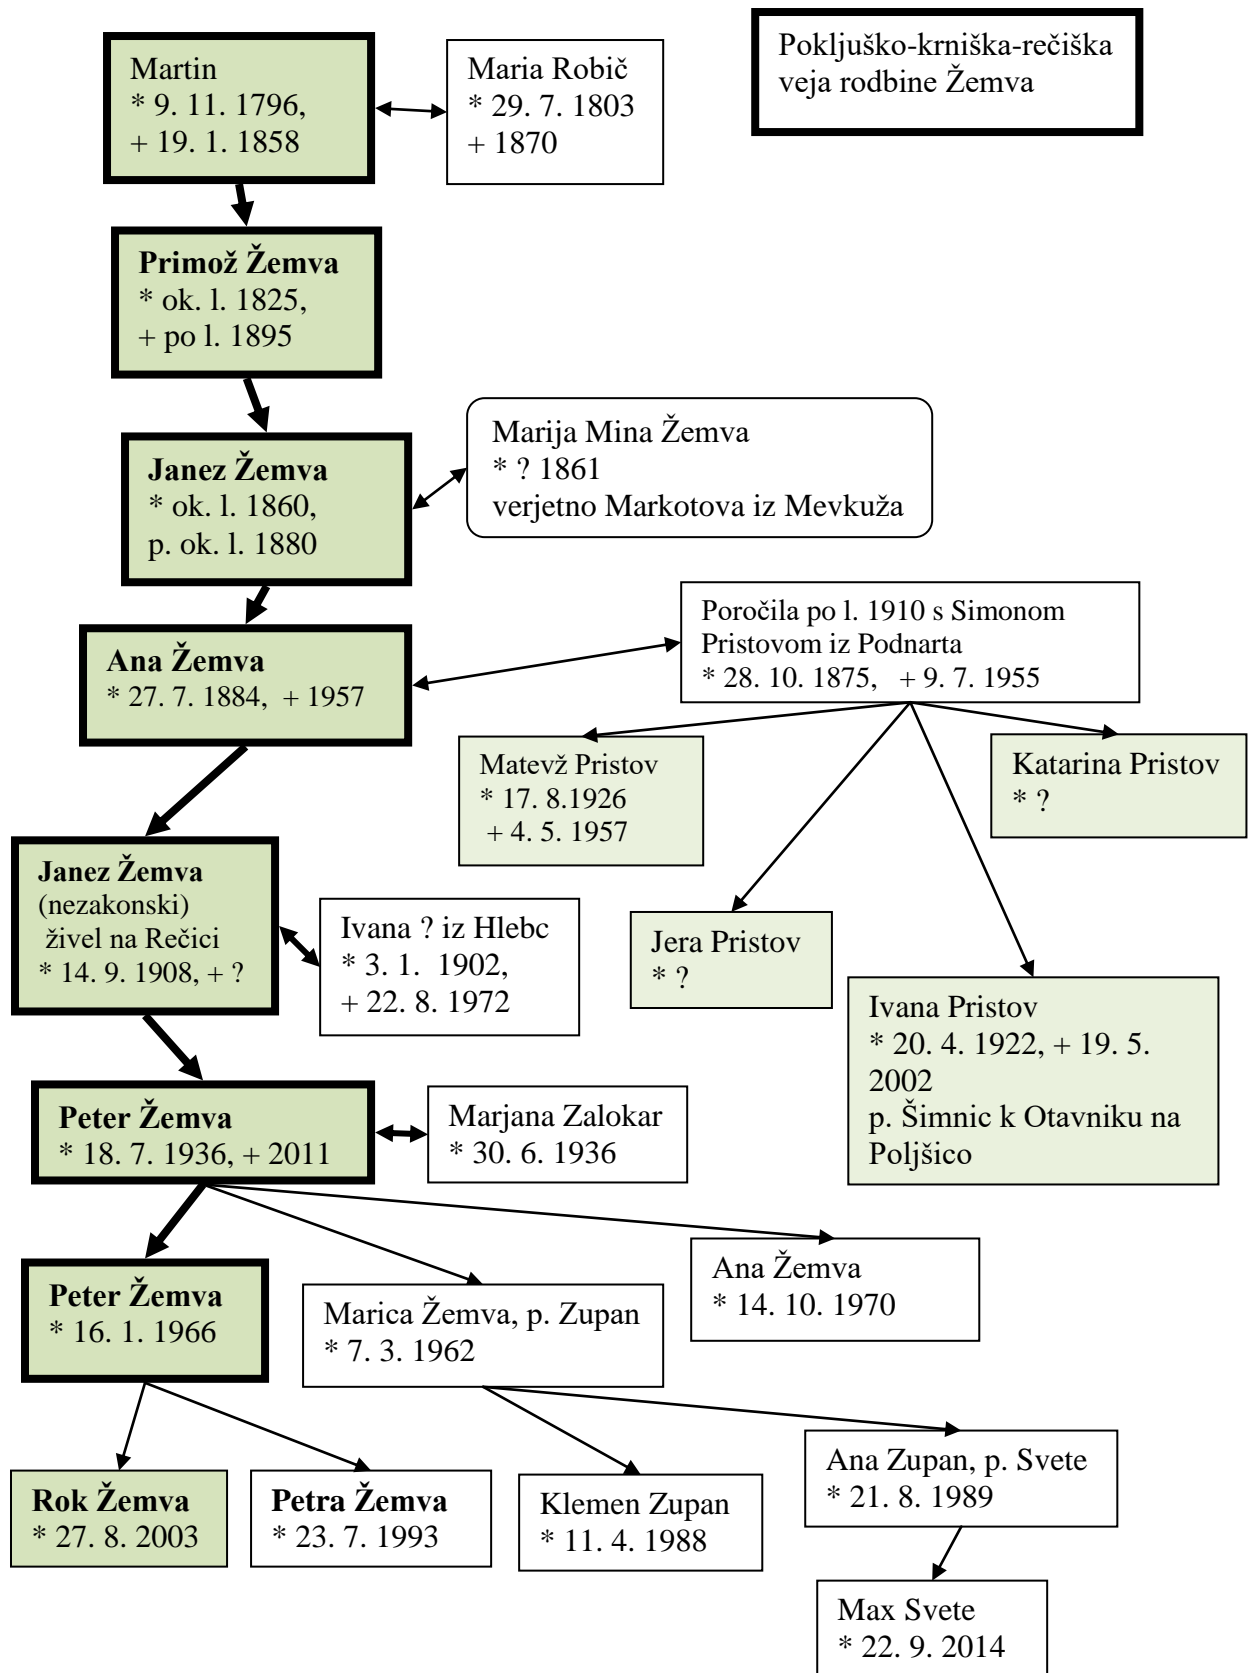 Pokljuško-krniška-rečiška
veja rodbine Žemva
Martin
* 9. 11. 1796,
+ 19. 1. 1858
Maria Robič
* 29. 7. 1803
+ 1870
Primož Žemva
* ok. l. 1825,
+ po l. 1895
Janez Žemva
* ok. l. 1860,
p. ok. l. 1880
Marija Mina Žemva
* ? 1861
verjetno Markotova iz Mevkuža
Ana Žemva
* 27. 7. 1884, + 1957
Poročila po l. 1910 s Simonom
Pristovom iz Podnarta
* 28. 10. 1875, + 9. 7. 1955
Matevž Pristov
* 17. 8.1926
+ 4. 5. 1957
Katarina Pristov
* ?
Janez Žemva
(nezakonski)
živel na Rečici
* 14. 9. 1908, + ?
Ivana ? iz Hlebc
* 3. 1. 1902,
+ 22. 8. 1972
Jera Pristov
* ?
Ivana Pristov
* 20. 4. 1922, + 19. 5.
2002
p. Šimnic k Otavniku na
Poljšico
Peter Žemva
* 18. 7. 1936, + 2011
Marjana Zalokar
* 30. 6. 1936
Peter Žemva
* 16. 1. 1966
Marica Žemva, p. Zupan
* 7. 3. 1962
Ana Žemva
* 14. 10. 1970
Rok Žemva
* 27. 8. 2003
Petra Žemva
* 23. 7. 1993
Klemen Zupan
* 11. 4. 1988
Ana Zupan, p. Svete
* 21. 8. 1989
Max Svete
* 22. 9. 2014